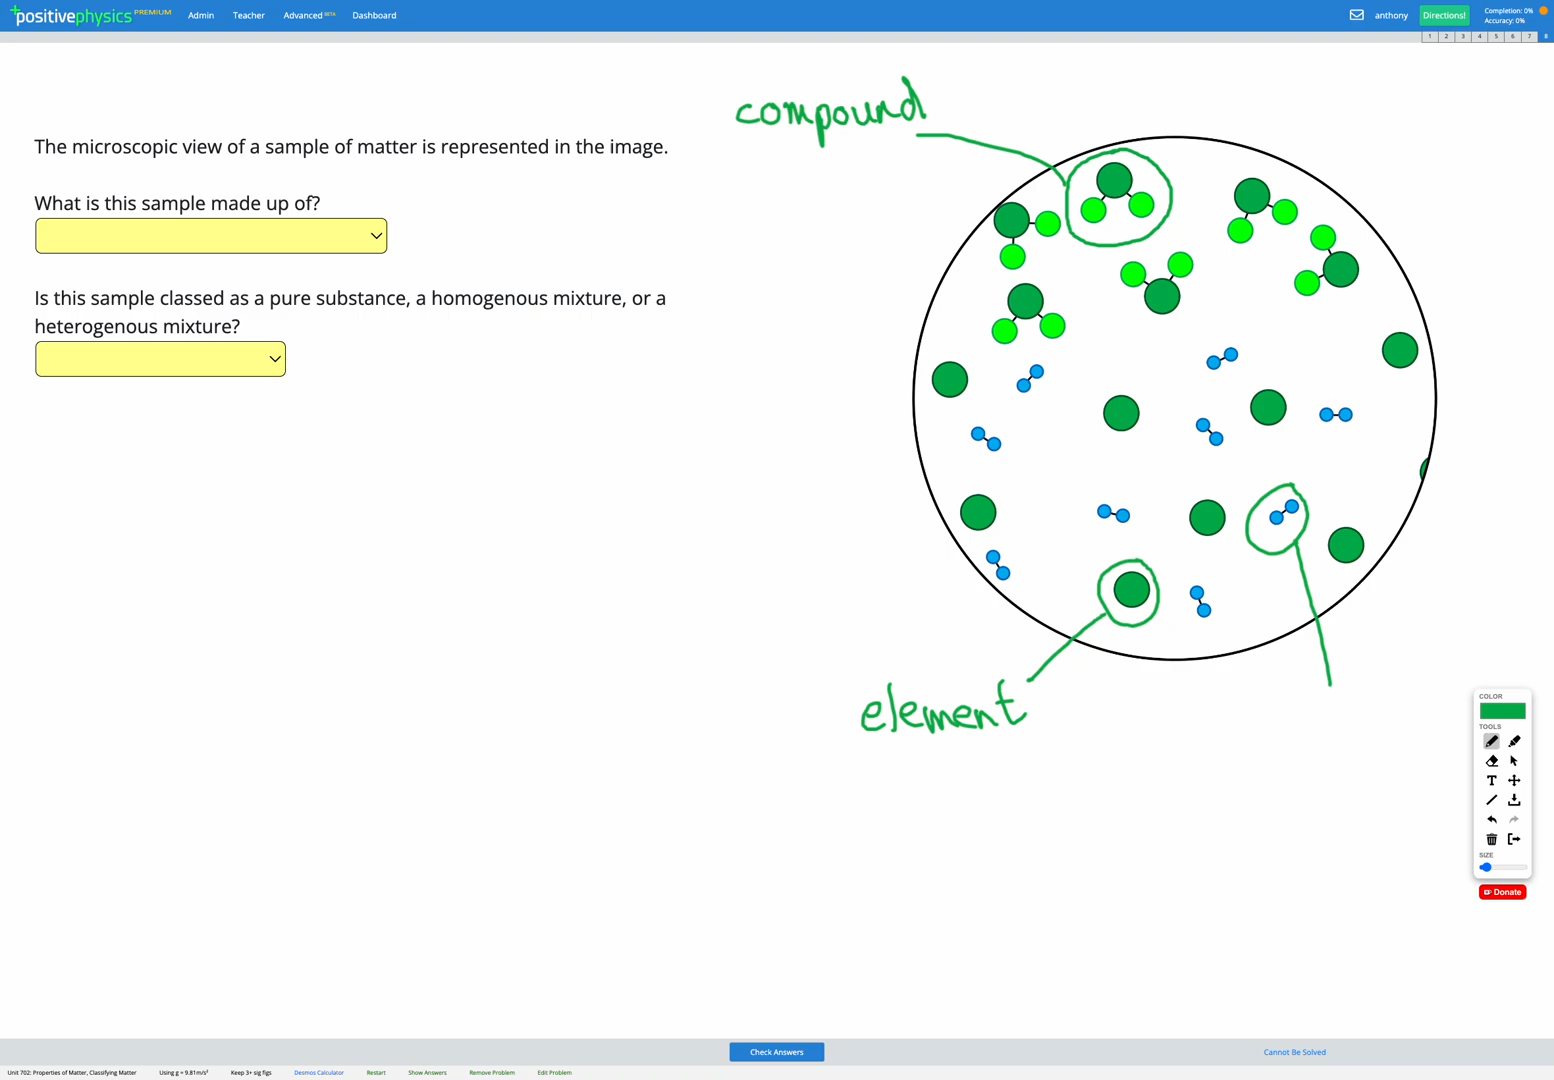 positivephysics PREMIUM Admin Teacher Advanced BETA Dashboard anthony Directions! Completion: 0%
Accuracy: 0%
1 2 3 4 5 6 7 8
compound
The microscopic view of a sample of matter is represented in the image.
What is this sample made up of?
Is this sample classed as a pure substance, a homogenous mixture, or a
heterogenous mixture?
element
COLOR
TOOLS
T
SIZE
Donate
Check Answers Cannot Be Solved
Unit 702: Properties of Matter, Classifying Matter Using g = 9.81m/s² Keep 3+ sig figs Desmos Calculator Restart Show Answers Remove Problem Edit Problem